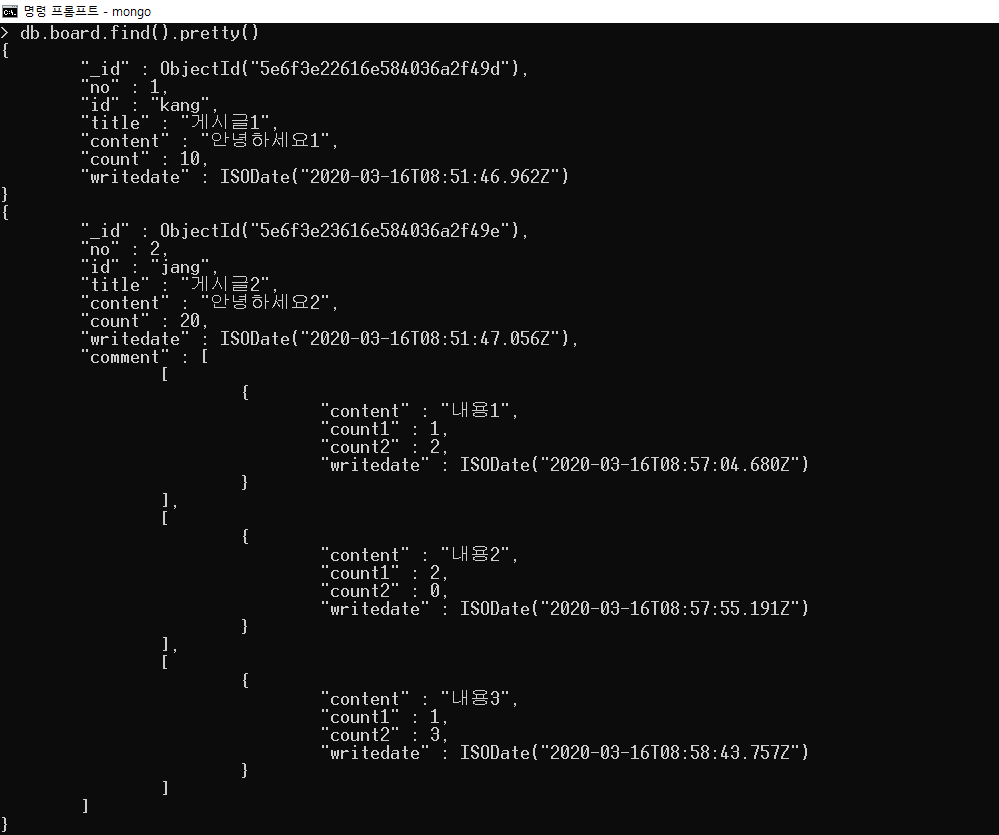 명령 프롬프트 - mongo
> db.board.find().pretty()
{
        "_id" : ObjectId("5e6f3e22616e584036a2f49d"),
        "no" : 1,
        "id" : "kang",
        "title" : "게시글1",
        "content" : "안녕하세요1",
        "count" : 10,
        "writedate" : ISODate("2020-03-16T08:51:46.962Z")
}
{
        "_id" : ObjectId("5e6f3e23616e584036a2f49e"),
        "no" : 2,
        "id" : "jang",
        "title" : "게시글2",
        "content" : "안녕하세요2",
        "count" : 20,
        "writedate" : ISODate("2020-03-16T08:51:47.056Z"),
        "comment" : [
                [
                        {
                                "content" : "내용1",
                                "count1" : 1,
                                "count2" : 2,
                                "writedate" : ISODate("2020-03-16T08:57:04.680Z")
                        }
                ],
                [
                        {
                                "content" : "내용2",
                                "count1" : 2,
                                "count2" : 0,
                                "writedate" : ISODate("2020-03-16T08:57:55.191Z")
                        }
                ],
                [
                        {
                                "content" : "내용3",
                                "count1" : 1,
                                "count2" : 3,
                                "writedate" : ISODate("2020-03-16T08:58:43.757Z")
                        }
                ]
        ]
}